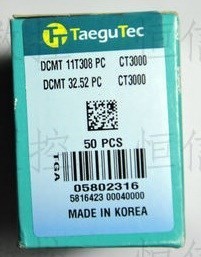 TaeguTec
DCMT 11T308 PC CT3000
DCMT 32.52 PC CT3000
50 PCS
TGA
05802316
5816423 00040000
MADE IN KOREA